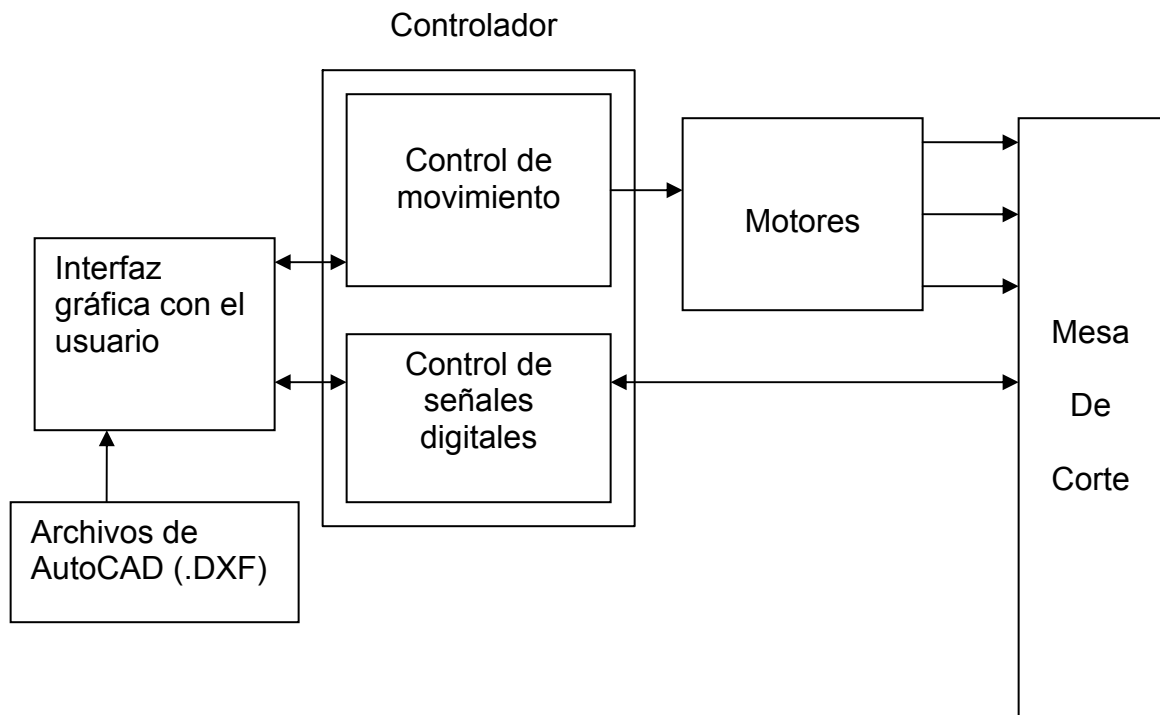 Controlador
Control de
movimiento
Motores
Interfaz
gráfica con el
usuario
Control de
señales
digitales
Mesa
De
Corte
Archivos de
AutoCAD (.DXF)